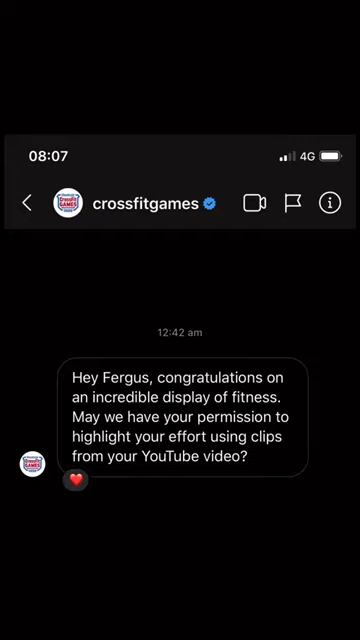 08:07
4G
crossfitgames
12:42 am
Hey Fergus, congratulations on
an incredible display of fitness.
May we have your permission to
highlight your effort using clips
from your YouTube video?